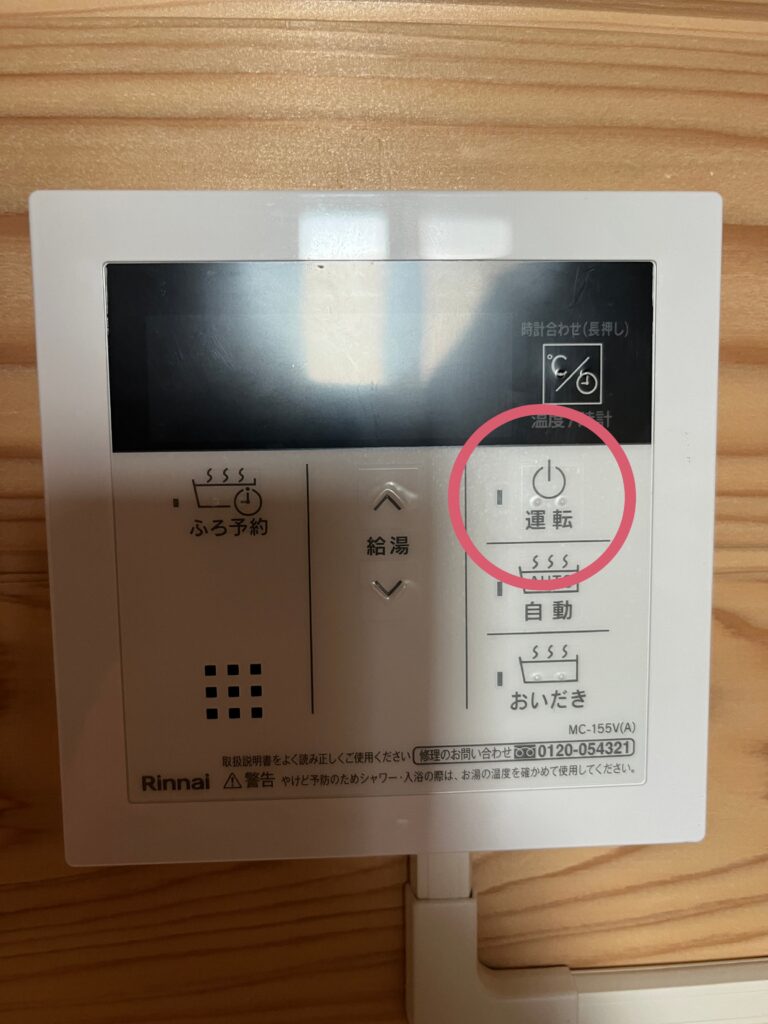 時計合わせ(長押し)
℃/
温度/時計
ふろ予約
給湯
運転
AUTO
自動
おいだき
MC-155V(A)
取扱説明書をよく読み正しくご使用ください 修理のお問い合わせ 0120-054321
Rinnai 警告 やけど予防のためシャワー・入浴の際は、お湯の温度を確かめて使用してください。